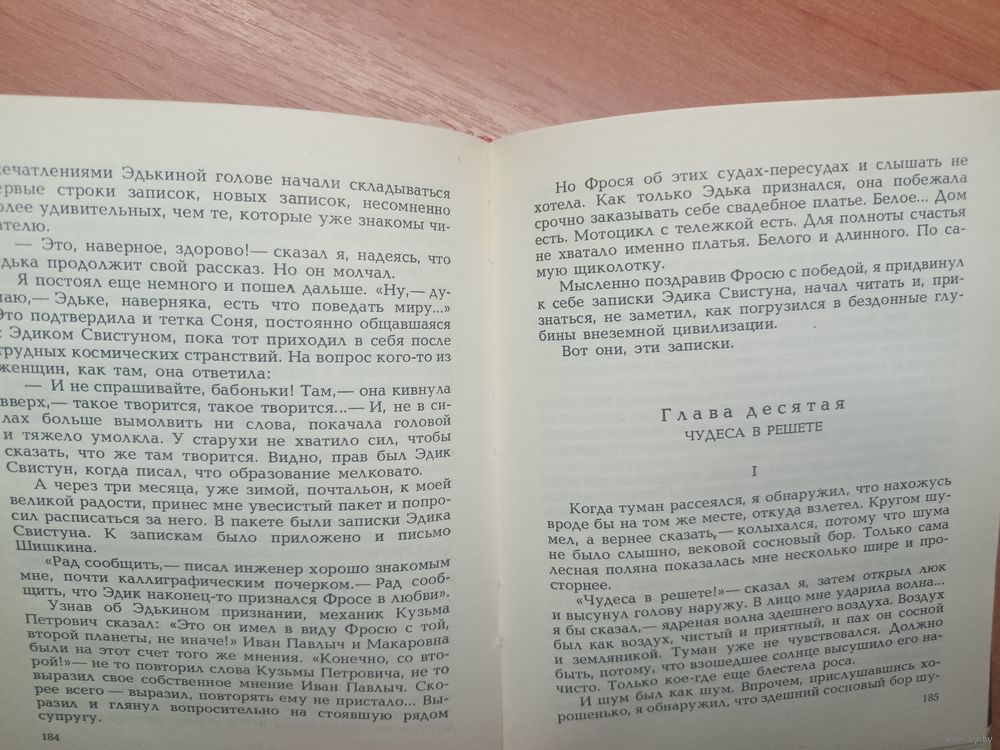 ечатлениями Эдькиной голове начали складываться
ервые строки записок, новых записок, несомненно
олее удивительных, чем те, которые уже знакомы чи-
ателю.
— Это, наверное, здорово!— сказал я, надеясь, что
дька продолжит свой рассказ. Но он молчал.
Я постоял еще немного и пошел дальше. «Ну,— ду-
маю,— Эдьке, наверняка, есть что поведать миру...»
Это подтвердила и тетка Соня, постоянно общавшаяся
с Эдиком Свистуном, пока тот приходил в себя после
трудных космических странствий. На вопрос кого-то из
женщин, как там, она ответила:
— И не спрашивайте, бабоньки! Там,— она кивнула
вверх,— такое творится, такое творится...— И, не в си-
лах больше вымолвить ни слова, покачала головой
и тяжело умолкла. У старухи не хватило сил, чтобы
сказать, что же там творится. Видно, прав был Эдик
Свистун, когда писал, что образование мелковато.
А через три месяца, уже зимой, почтальон, к моей
великой радости, принес мне увесистый пакет и попро-
сил расписаться за него. В пакете были записки Эдика
Свистуна. К запискам было приложено и письмо
Шишкина.
«Рад сообщить,— писал инженер хорошо знакомым
мне, почти каллиграфическим почерком.— Рад сооб-
щить, что Эдик наконец-то признался Фросе в любви».
Узнав об Эдькином признании, механик Кузьма
Петрович сказал: «Это он имел в виду Фросю с той,
второй планеты, не иначе!» Иван Павлыч и Макаровна
были на этот счет того же мнения. «Конечно, со вто-
рой!»— не то повторил слова Кузьмы Петровича, не то
выразил свое собственное мнение Иван Павлыч. Ско-
рее всего — выразил, повторять ему не пристало... Вы-
разил и глянул вопросительно на стоявшую рядом
супругу.
184
Но Фрося об этих судах-пересудах и слышать не
хотела. Как только Эдька признался, она побежала
срочно заказывать себе свадебное платье. Белое... Дом
есть. Мотоцикл с тележкой есть. Для полноты счастья
не хватало именно платья. Белого и длинного. По са-
мую щиколотку.
Мысленно поздравив Фросю с победой, я придвинул
к себе записки Эдика Свистуна, начал читать и, при-
знаться, не заметил, как погрузился в бездонные глу-
бины внеземной цивилизации.
Вот они, эти записки.
Глава десятая
ЧУДЕСА В РЕШЕТЕ
I
Когда туман рассеялся, я обнаружил, что нахожусь
вроде бы на том же месте, откуда взлетел. Кругом шу-
мел, а вернее сказать,— колыхался, потому что шума
не было слышно, вековой сосновый бор. Только сама
лесная поляна показалась мне несколько шире и про-
сторнее.
«Чудеса в решете!»— сказал я, затем открыл люк
и высунул голову наружу. В лицо мне ударила волна...
я бы сказал,— ядреная волна здешнего воздуха. Воздух
был как воздух, чистый и приятный, и пах он сосной
и земляникой. Туман уже не чувствовался. Должно
быть, потому, что взошедшее солнце высушило его на-
чисто. Только кое-где еще блестела роса.
И шум был как шум. Впрочем, прислушавшись хо-
рошенько, я обнаружил, что здешний сосновый бор шу-
185
www.ay.by